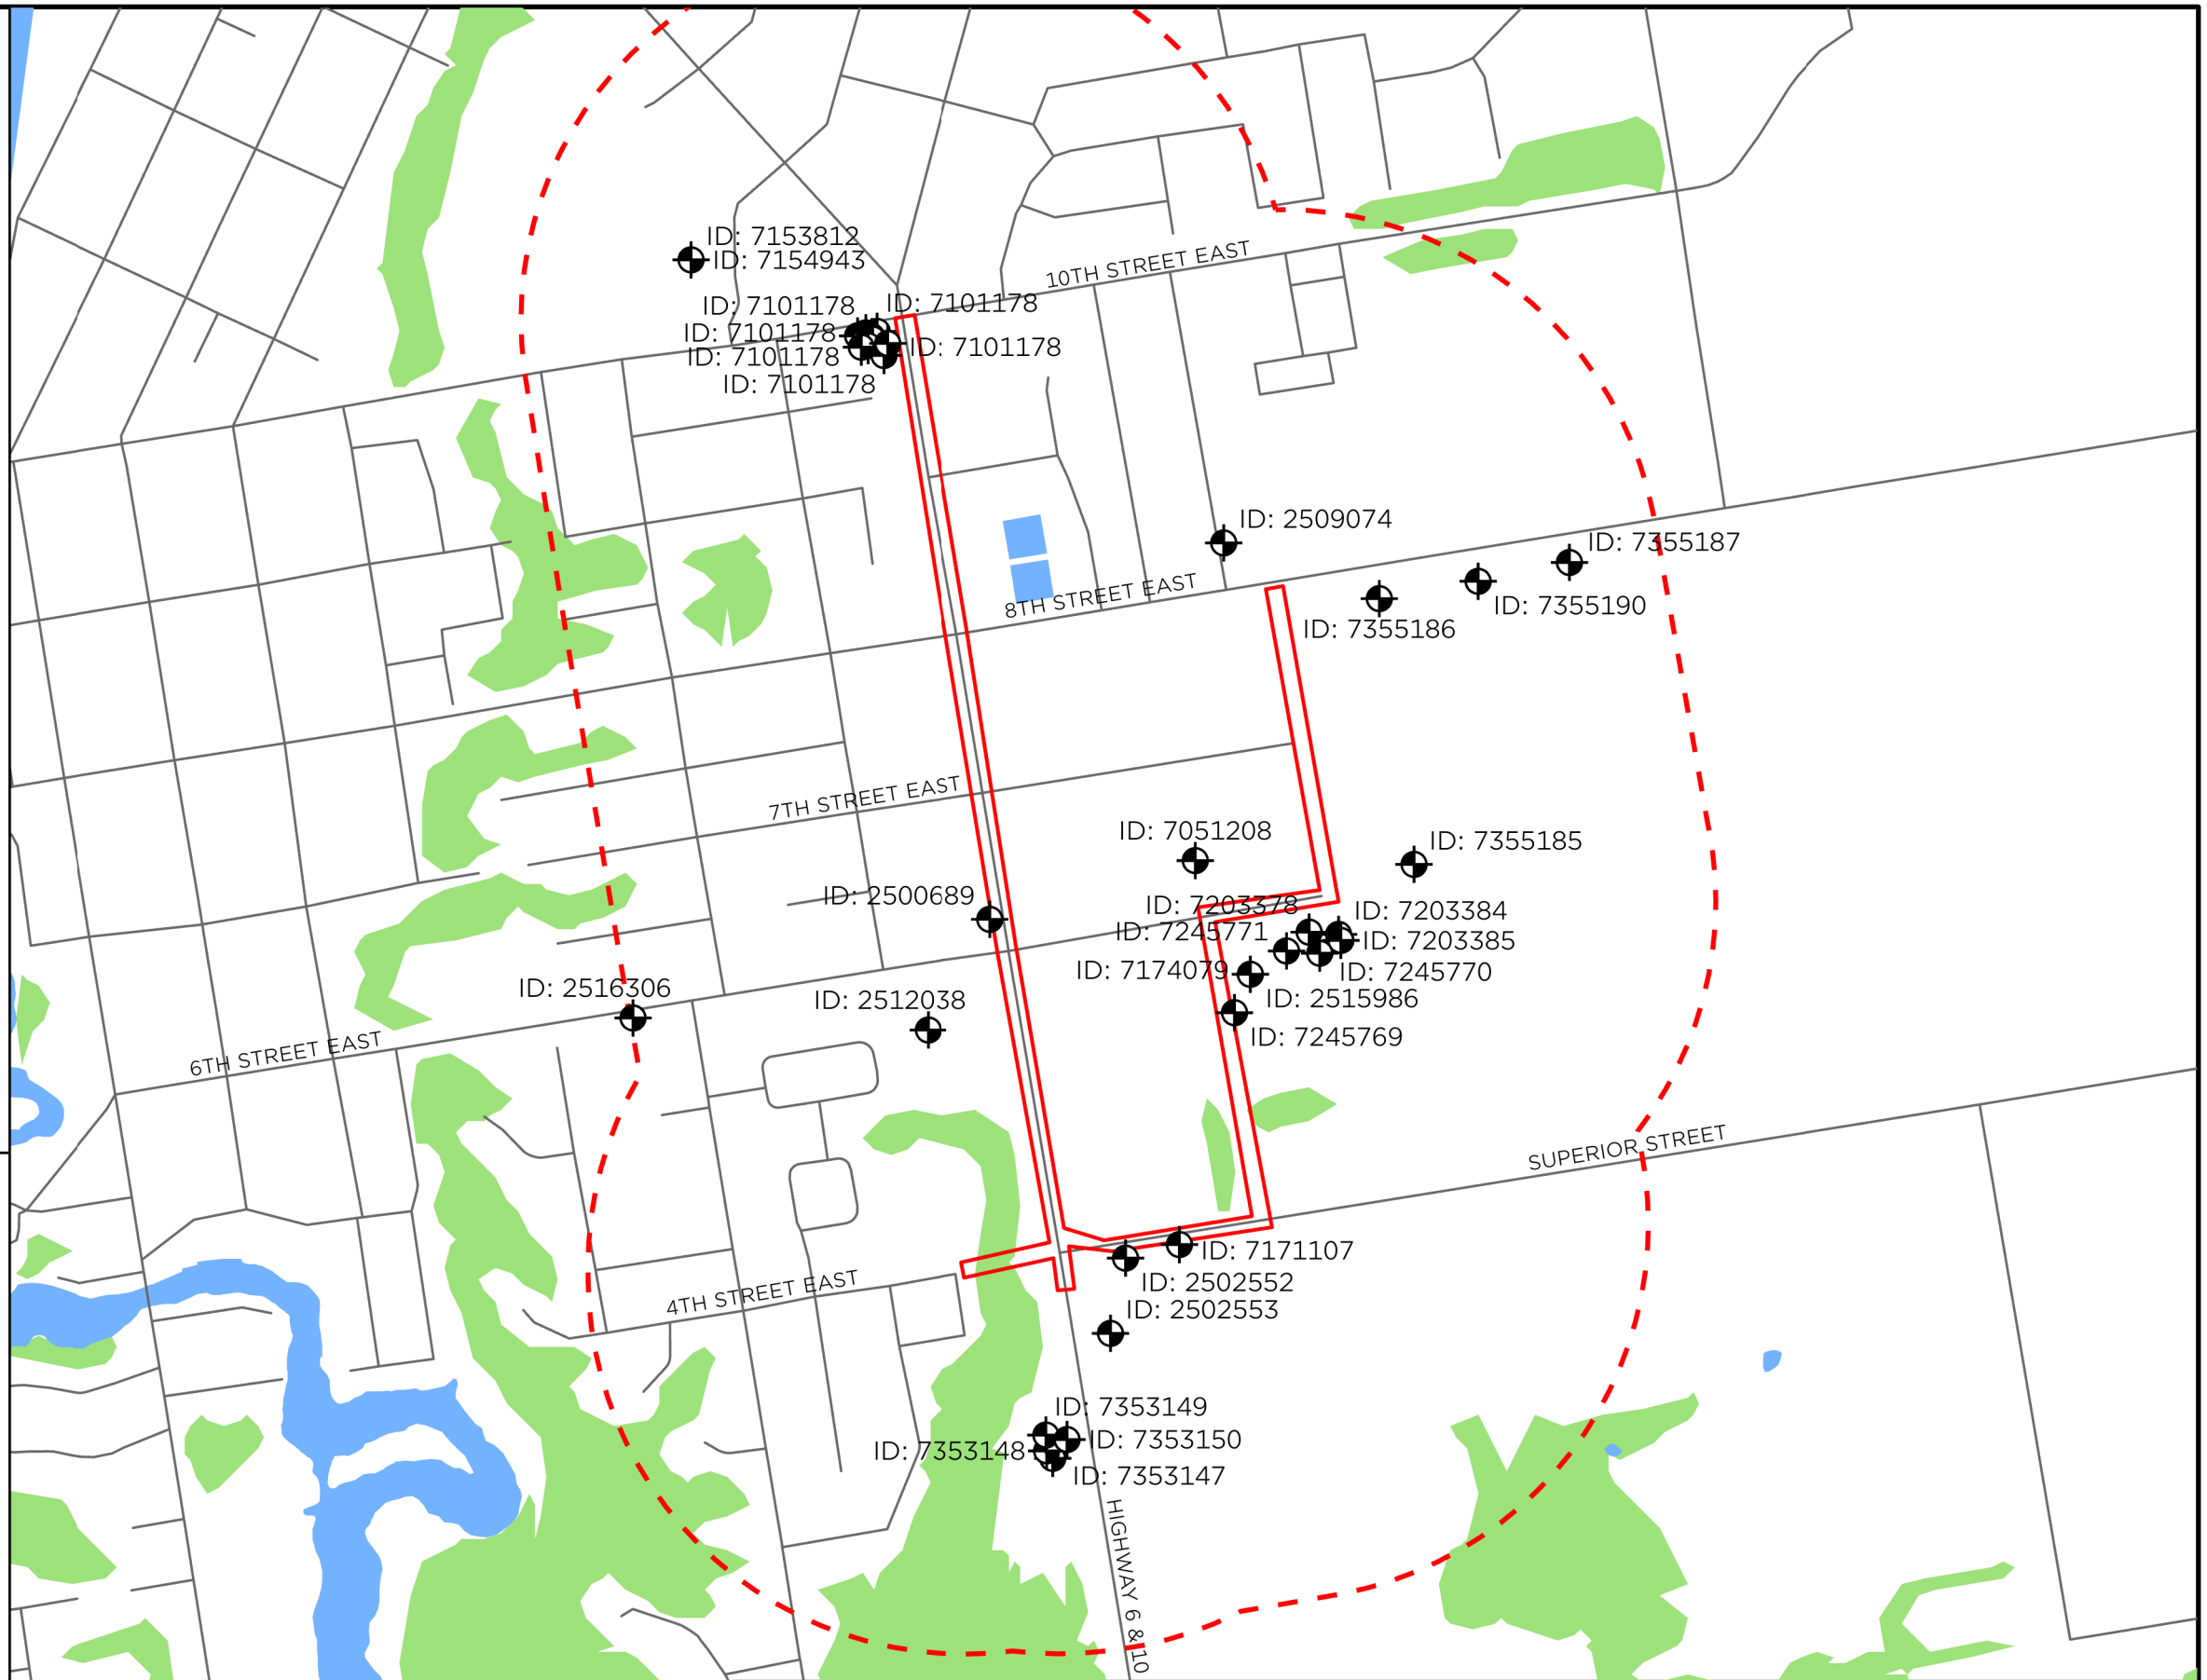 ID: 7153812
ID: 7154943
10TH STREET EAST
ID: 7101178
ID: 7101178
ID: 7101178
ID: 7101178
ID: 7101178
ID: 7101178
ID: 2509074
ID: 7355187
8TH STREET EAST
ID: 7355190
ID: 7355186
7TH STREET EAST
ID: 7051208
ID: 7355185
ID: 2500689
ID: 7203378
ID: 7203384
ID: 7245771
ID: 7203385
ID: 7174079
ID: 7245770
ID: 2516306
ID: 2512038
ID: 2515986
6TH STREET EAST
ID: 7245769
SUPERIOR STREET
ID: 7171107
4TH STREET EAST
ID: 2502552
ID: 2502553
ID: 7353149
ID: 7353150
ID: 7353148
ID: 7353147
HIGHWAY 6 &10